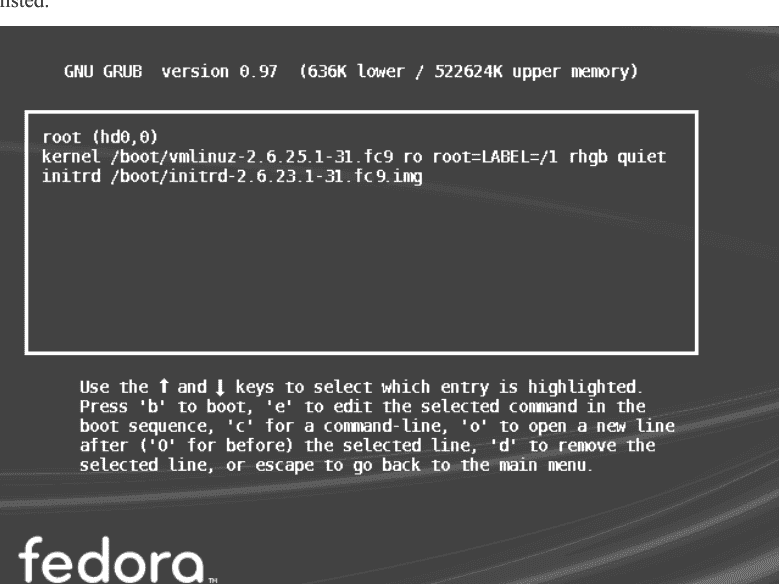 listed.
GNU GRUB version 0.97 (636K lower / 522624K upper memory)
root (hd0,0)
kernel /boot/vmlinuz-2.6.25.1-31.fc9 ro root=LABEL=/1 rhgb quiet
initrd /boot/initrd-2.6.23.1-31.fc9.img
Use the ↑ and ↓ keys to select which entry is highlighted.
Press 'b' to boot, 'e' to edit the selected command in the
boot sequence, 'c' for a command-line, 'o' to open a new line
after ('O' for before) the selected line, 'd' to remove the
selected line, or escape to go back to the main menu.
fedora™